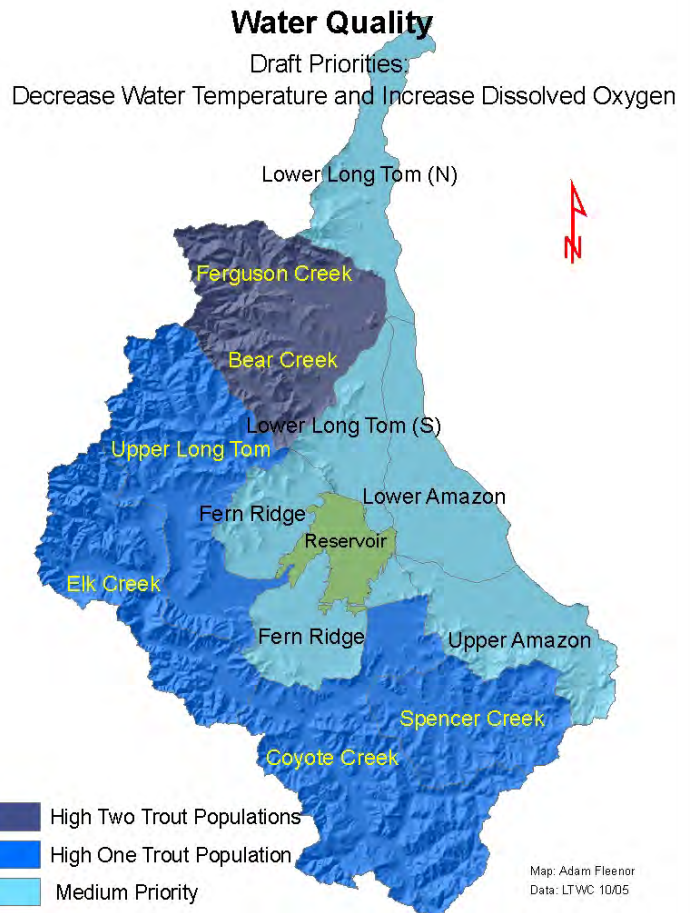 Water Quality
Draft Priorities:
Decrease Water Temperature and Increase Dissolved Oxygen
Lower Long Tom (N)
N
Ferguson Creek
Bear Creek
Lower Long Tom (S)
Upper Long Tom
Lower Amazon
Fern Ridge
Reservoir
Elk Creek
Fern Ridge
Upper Amazon
Spencer Creek
Coyote Creek
High Two Trout Populations
High One Trout Population
Medium Priority
Map: Adam Fleenor
Data: LTWC 10/05